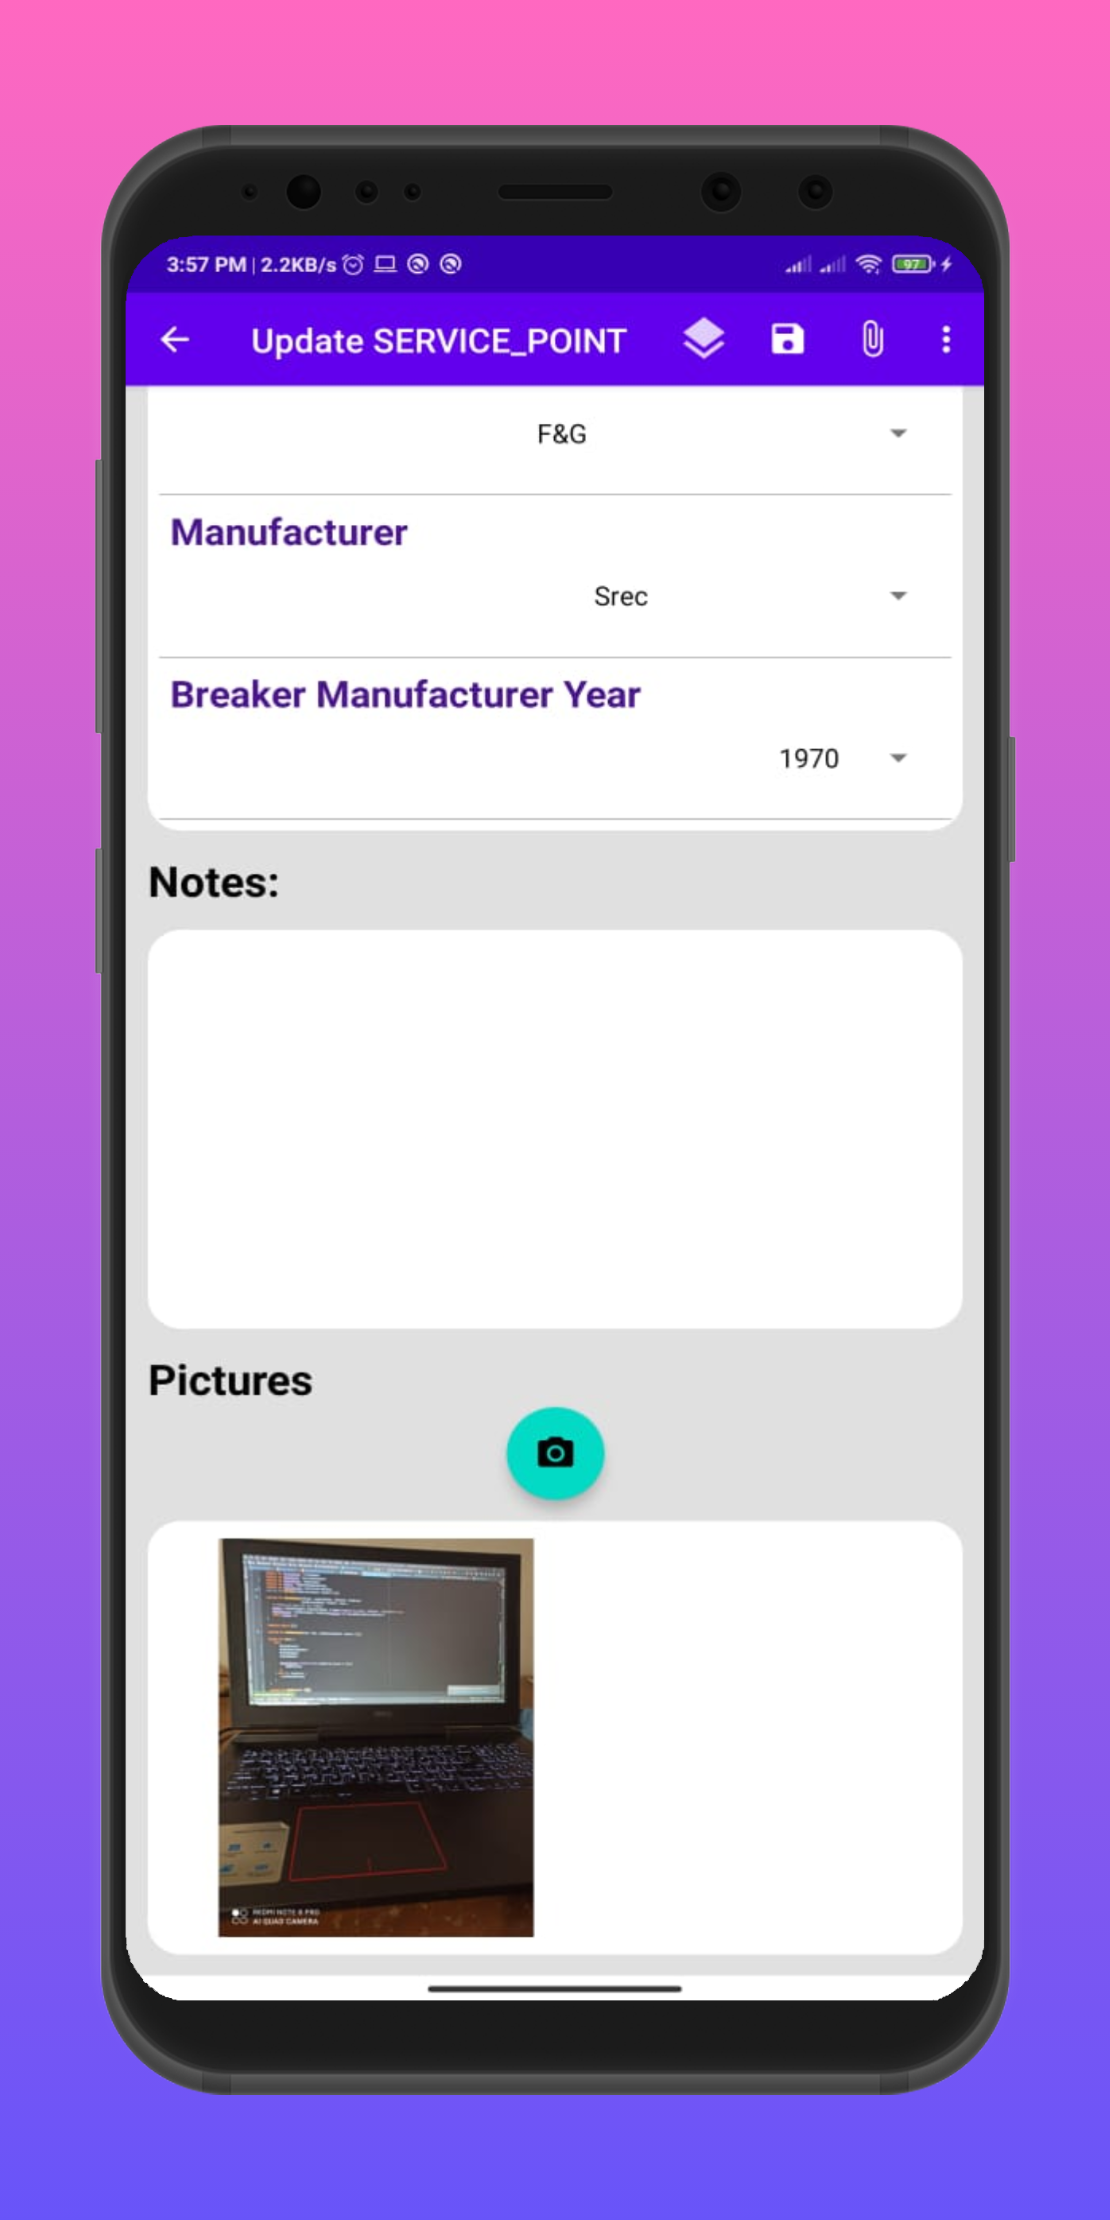 3:57 PM | 2.2KB/s
97
Update SERVICE_POINT
F&G
Manufacturer
Srec
Breaker Manufacturer Year
1970
Notes:
Pictures
REDMI NOTE 8 PRO
AI QUAD CAMERA